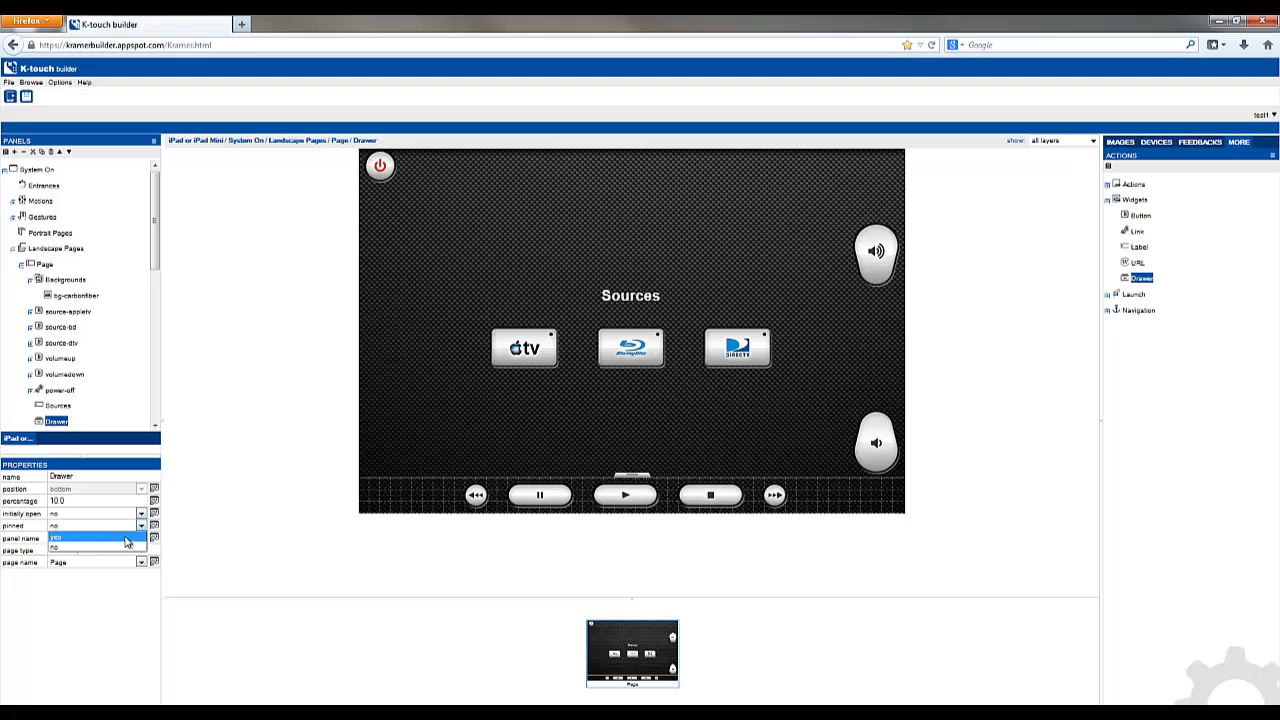 Firefox
K-touch builder
https://kramerbuilder.appspot.com/Kramer.html
Google
K-touch builder
File Browse Options Help
test1
PANELS
iPad or iPad Mini / System On / Landscape Pages / Page / Drawer
show: all layers
IMAGES DEVICES FEEDBACKS MORE
ACTIONS
System On
Entrances
Motions
Gestures
Portrait Pages
Landscape Pages
Page
Backgrounds
bg-carbonfiber
source-appletv
source-bd
source-dtv
volumeup
volumedown
power-off
Sources
Drawer
Actions
Widgets
Button
Link
Label
URL
Drawer
Launch
Navigation
Sources
tv
Blu-ray Disc
DIRECTV
iPad or...
PROPERTIES
name Drawer
position bottom
percentage 10.0
initially open no
pinned no
panel name yes
page type no
page name Page
Page